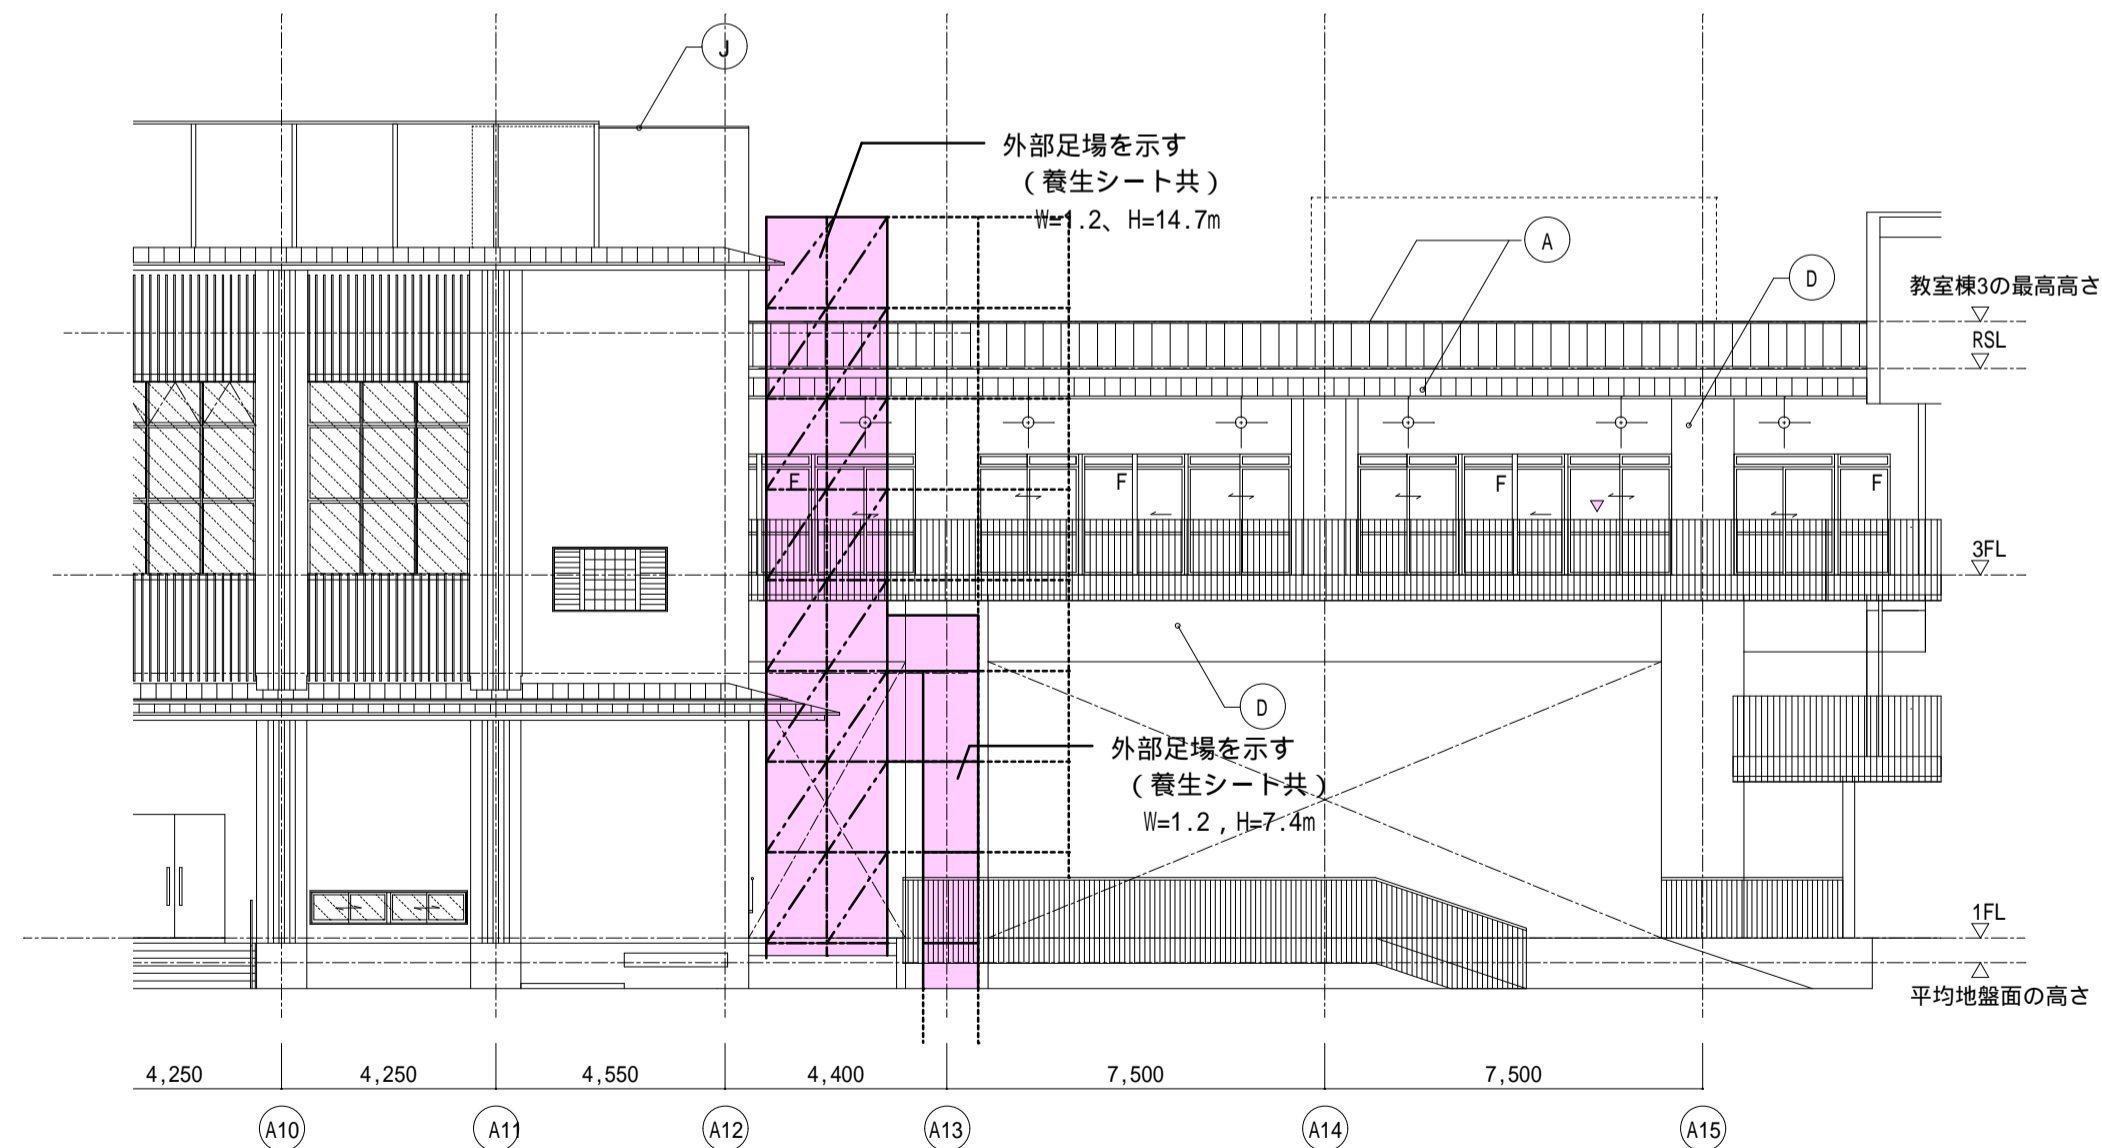 J
外部足場を示す
（養生シート共）
W=1.2、H=14.7m
A
D
教室棟3の最高高さ
RSL
F
F
F
F
3FL
D
外部足場を示す
（養生シート共）
W=1.2 , H=7.4m
1FL
平均地盤面の高さ
4,250
4,250
4,550
4,400
7,500
7,500
A10
A11
A12
A13
A14
A15